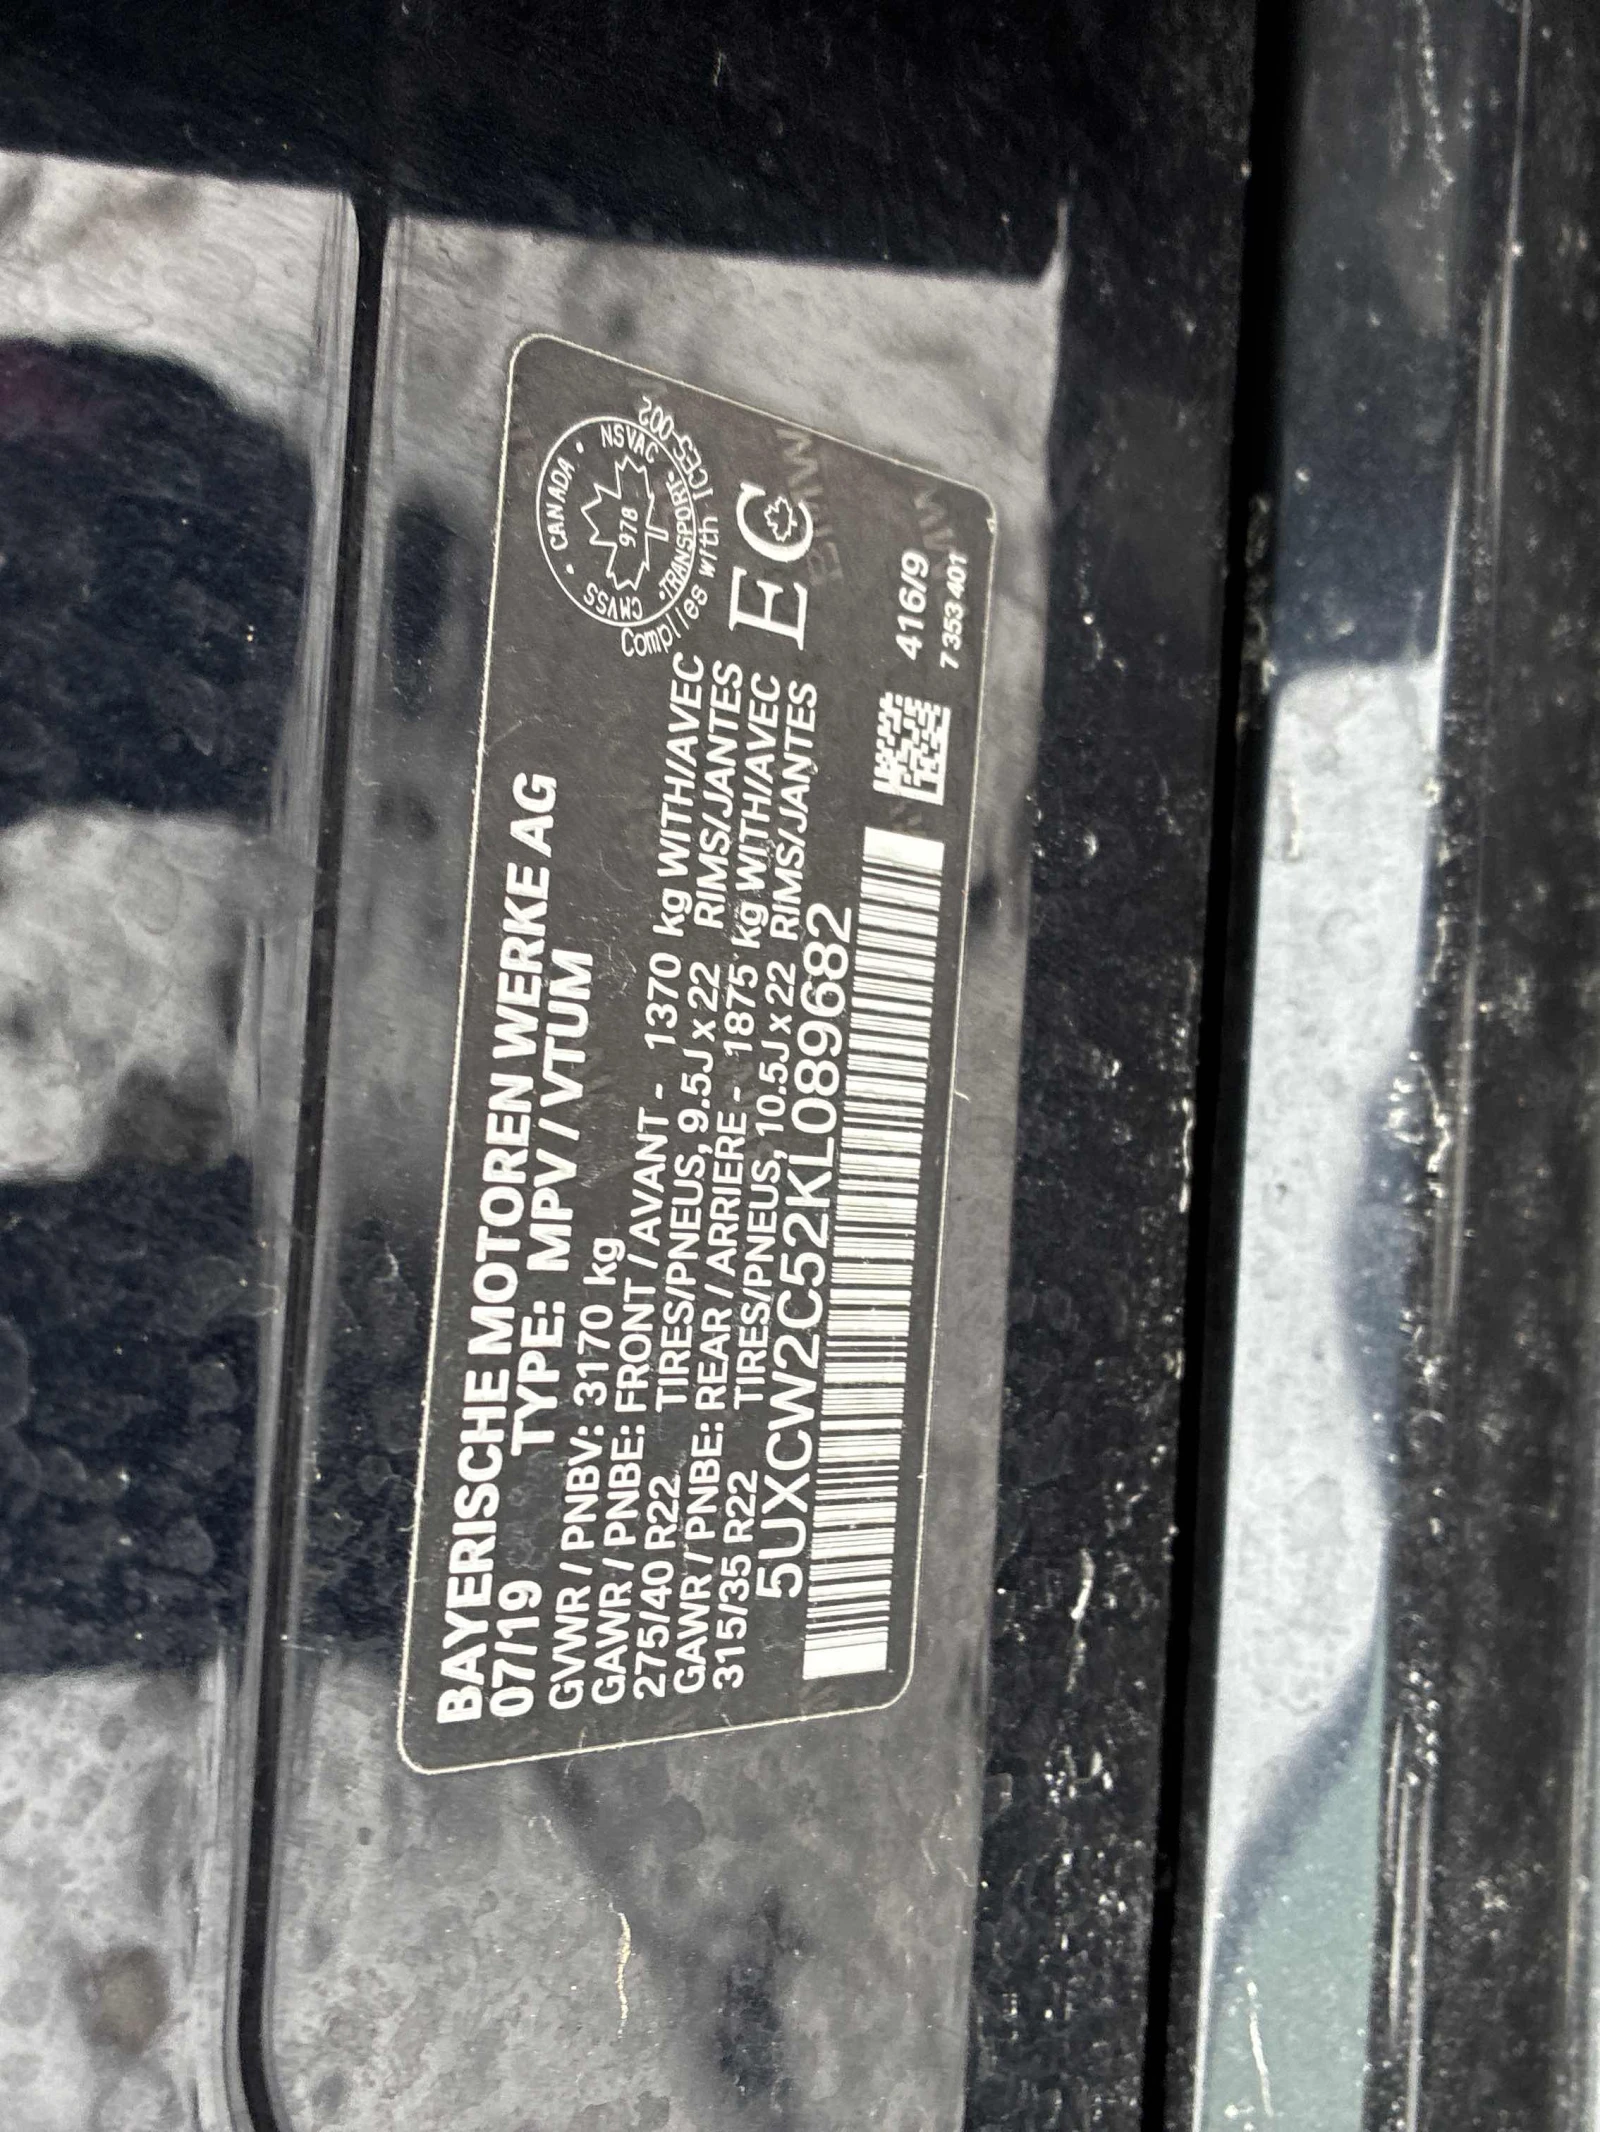 BAYERISCHE MOTOREN WERKE AG
07/19 TYPE: MPV / VTUM
GVWR / PNBV: 3170 kg
GAWR / PNBE: FRONT / AVANT - 1370 kg WITH/AVEC
275/40 R22 TIRES/PNEUS, 9.5J x 22 RIMS/JANTES
GAWR / PNBE: REAR / ARRIERE - 1875 kg WITH/AVEC
315/35 R22 TIRES/PNEUS, 10.5J x 22 RIMS/JANTES
5UXCW2C52KL089682
CMVSS • CANADA • NSVAC
978
•TRANSPORT•
Complies with ICES-002
EC
BMW
416/9
7 353 401